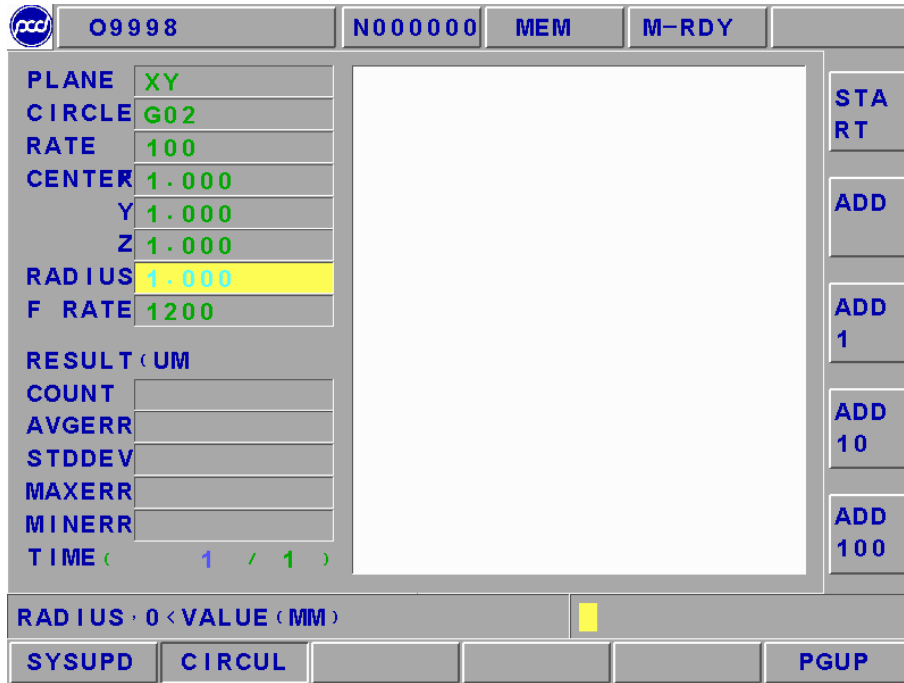 pcd O9998 N000000 MEM M-RDY
PLANE XY
CIRCLE G02
RATE 100
CENTER 1.000
Y 1.000
Z 1.000
RADIUS 1.000
F RATE 1200
RESULT(UM
COUNT
AVGERR
STDDEV
MAXERR
MINERR
TIME( 1 / 1 )
STA
RT
ADD
ADD
1
ADD
10
ADD
100
RADIUS,0<VALUE(MM)
SYSUPD CIRCUL PGUP